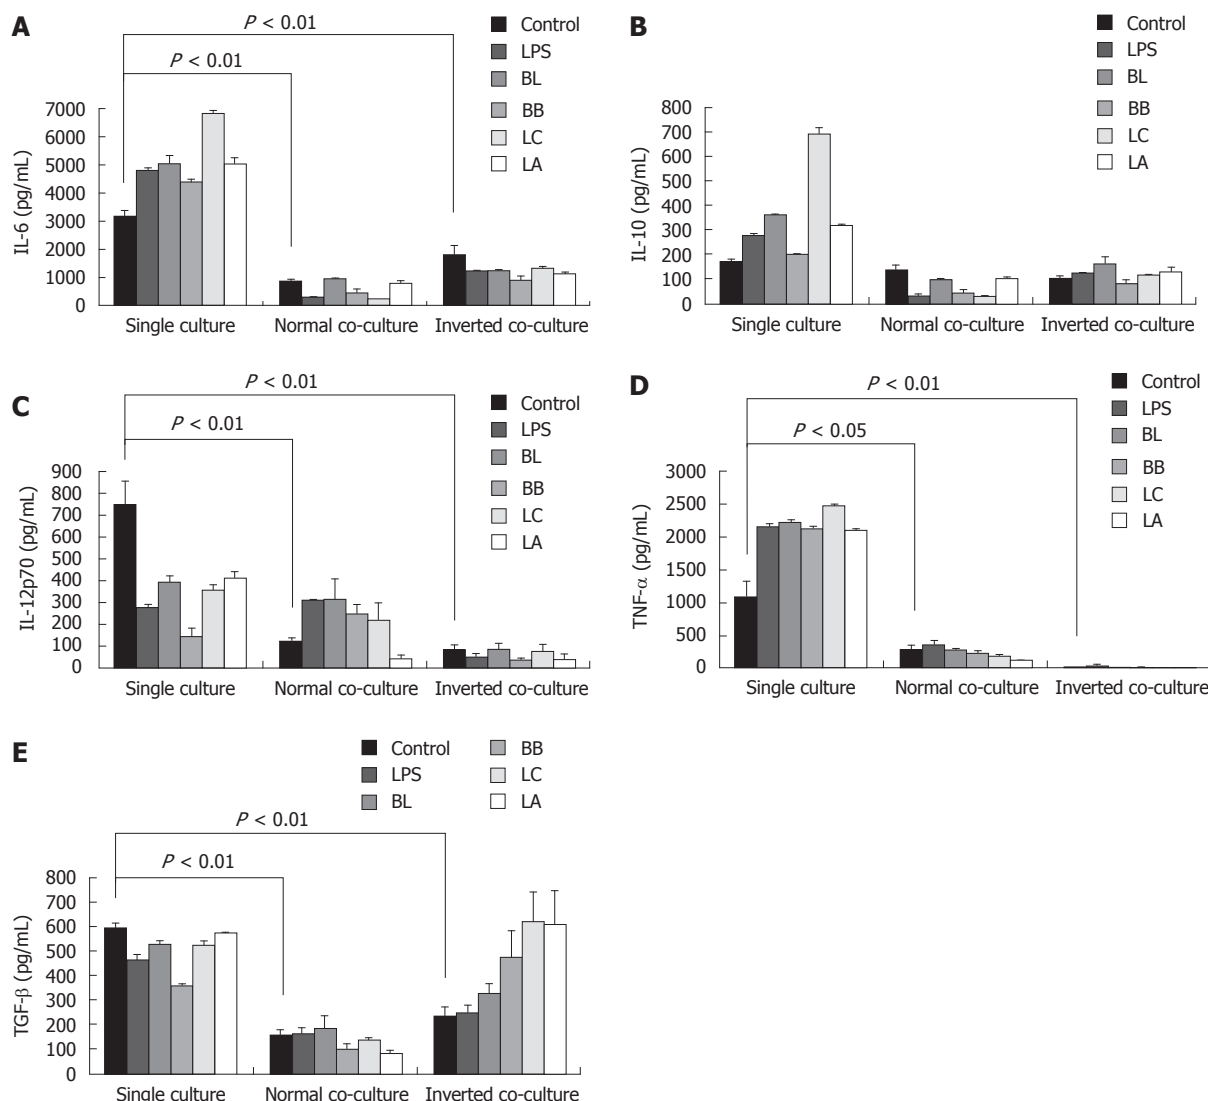 A
P < 0.01
P < 0.01
Control
LPS
BL
BB
LC
LA
IL-6 (pg/mL)
7000
6000
5000
4000
3000
2000
1000
0
Single culture
Normal co-culture
Inverted co-culture
B
Control
LPS
BL
BB
LC
LA
IL-10 (pg/mL)
800
700
600
500
400
300
200
100
0
Single culture
Normal co-culture
Inverted co-culture
C
P < 0.01
P < 0.01
Control
LPS
BL
BB
LC
LA
IL-12p70 (pg/mL)
900
800
700
600
500
400
300
200
100
0
Single culture
Normal co-culture
Inverted co-culture
D
P < 0.01
P < 0.05
Control
LPS
BL
BB
LC
LA
TNF-α (pg/mL)
3000
2500
2000
1500
1000
500
0
Single culture
Normal co-culture
Inverted co-culture
E
Control
LPS
BL
BB
LC
LA
P < 0.01
P < 0.01
TGF-β (pg/mL)
800
700
600
500
400
300
200
100
0
Single culture
Normal co-culture
Inverted co-culture